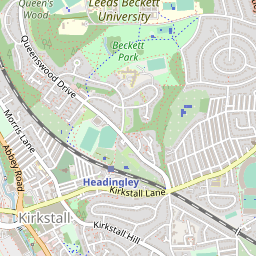 Queen's
Wood
Leeds Beckett
University
Beckett
Park
Queenswood Drive
Morris Lane
Abbey Road
Headingley
Kirkstall Lane
Kirkstall
Kirkstall Hill